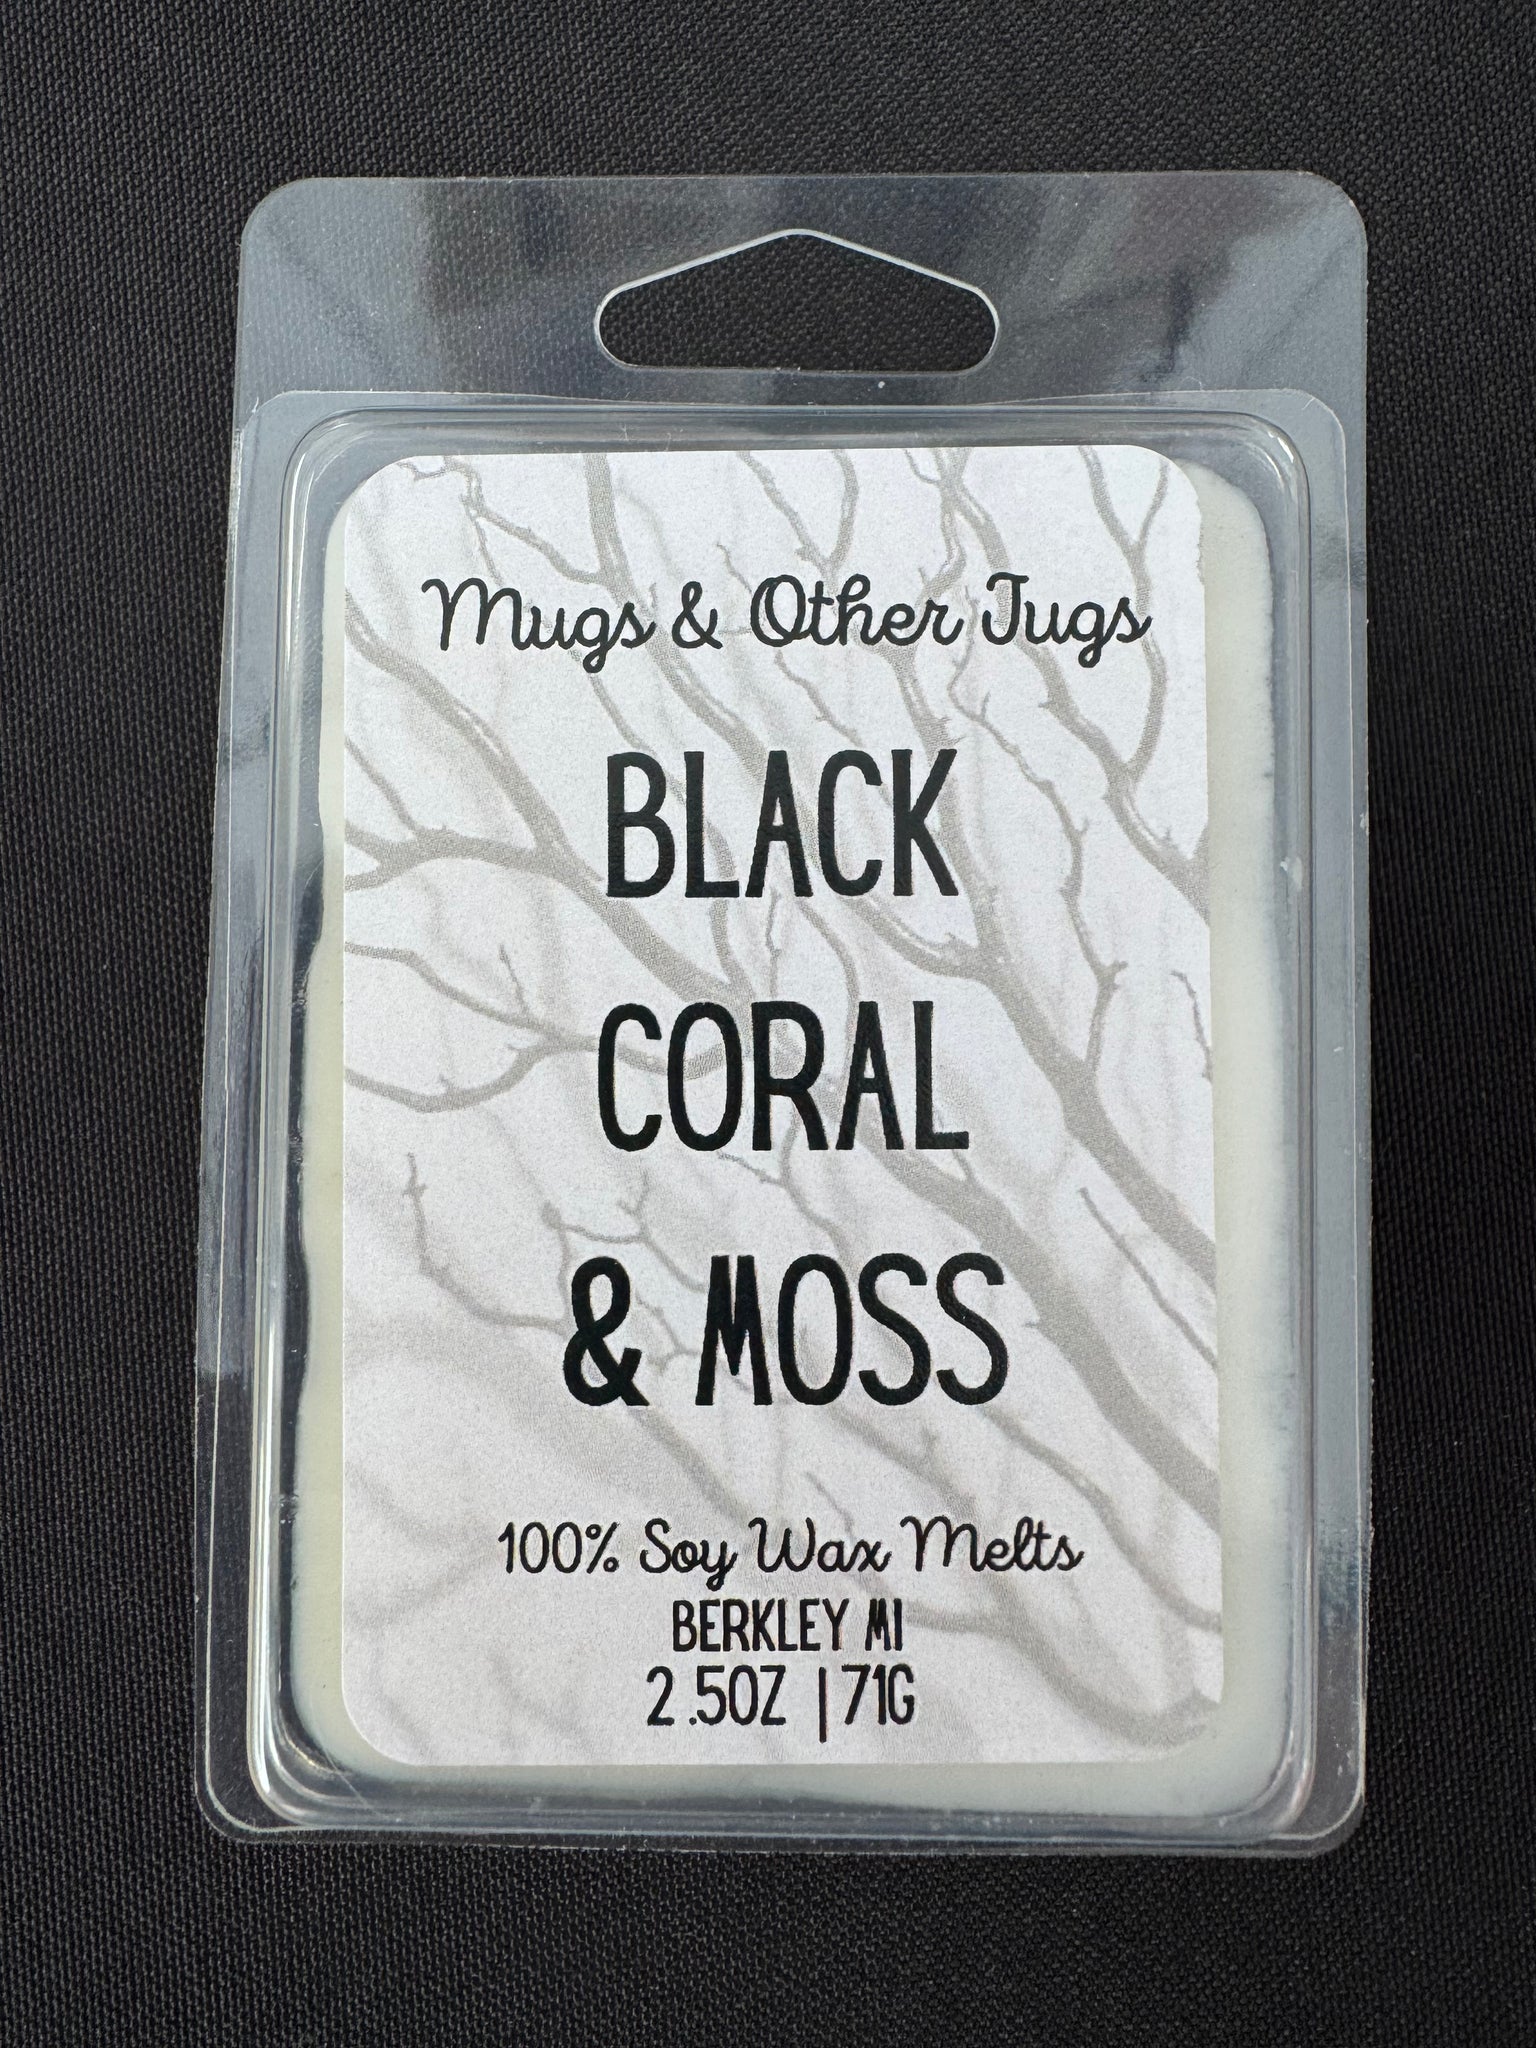 Mugs & Other Jugs
BLACK
CORAL
& MOSS
100% Soy Wax Melts
BERKLEY MI
2.5OZ | 71G